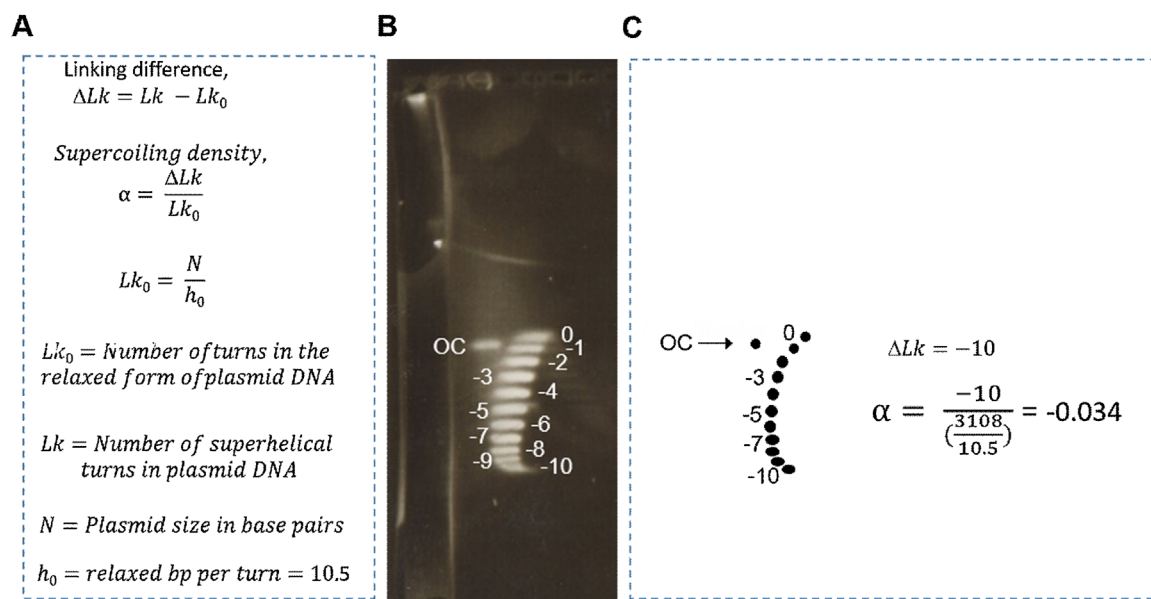 A
Linking difference,
ΔLk = Lk − Lk₀
Supercoiling density,
α = ΔLk / Lk₀
Lk₀ = N / h₀
Lk₀ = Number of turns in the
relaxed form of plasmid DNA
Lk = Number of superhelical
turns in plasmid DNA
N = Plasmid size in base pairs
h₀ = relaxed bp per turn = 10.5
B
OC
0
-1
-2
-3
-4
-5
-6
-7
-8
-9
-10
C
OC
0
-3
-5
-7
-10
ΔLk = −10
α = −10 / (3108 / 10.5) = -0.034